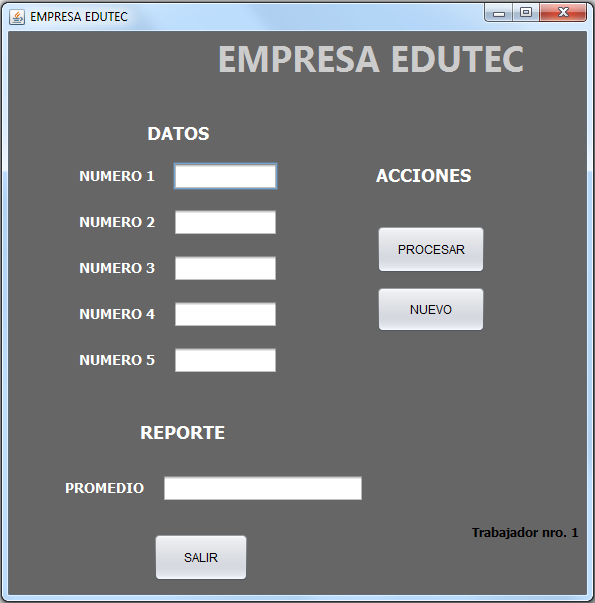 EMPRESA EDUTEC
EMPRESA EDUTEC
DATOS
NUMERO 1
ACCIONES
NUMERO 2
PROCESAR
NUMERO 3
NUEVO
NUMERO 4
NUMERO 5
REPORTE
PROMEDIO
Trabajador nro. 1
SALIR